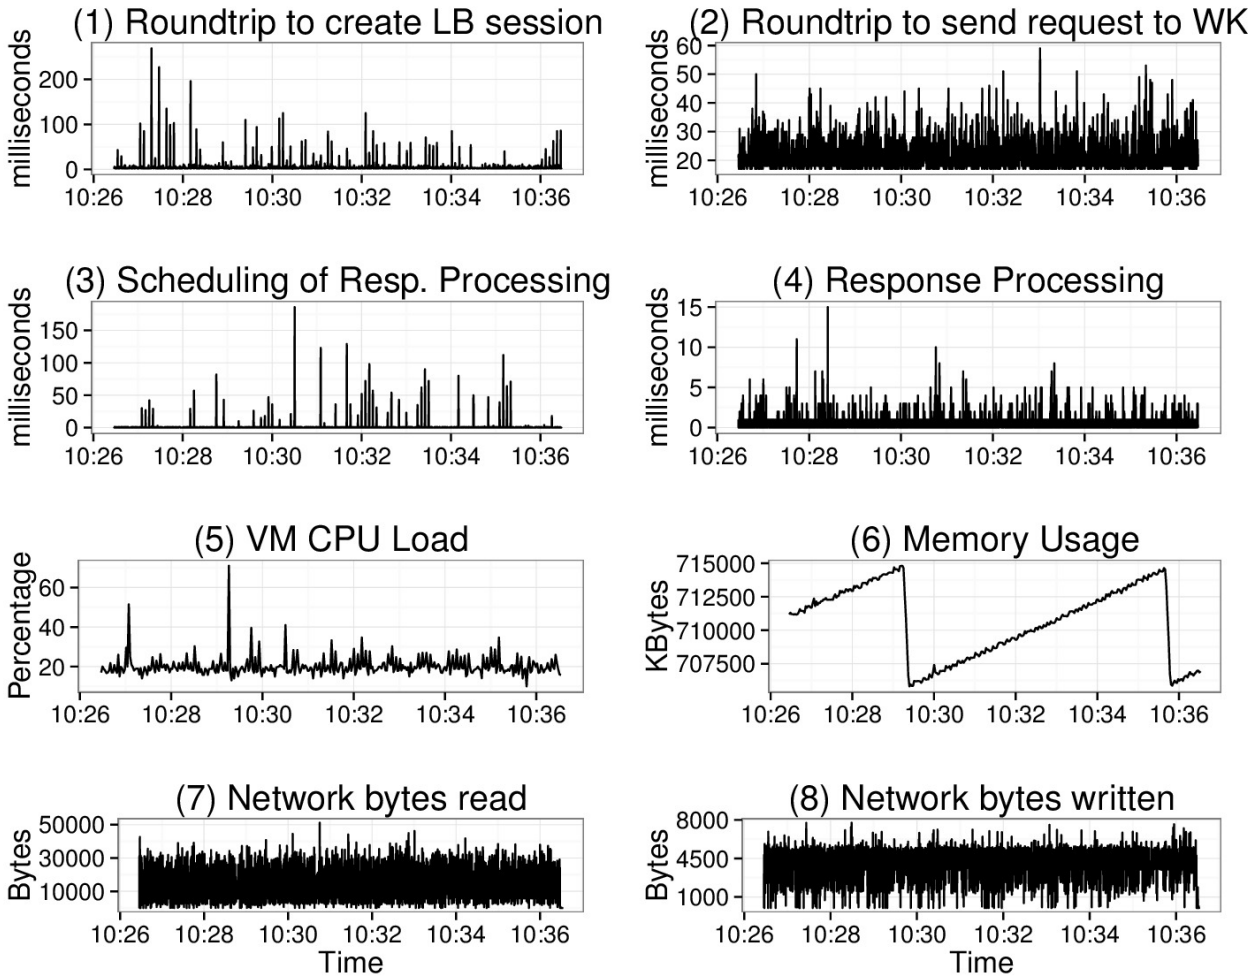 (1) Roundtrip to create LB session
milliseconds
200
100
0
10:26 10:28 10:30 10:32 10:34 10:36
(2) Roundtrip to send request to WK
milliseconds
60
50
40
30
20
10:26 10:28 10:30 10:32 10:34 10:36
(3) Scheduling of Resp. Processing
milliseconds
150
100
50
0
10:26 10:28 10:30 10:32 10:34 10:36
(4) Response Processing
milliseconds
15
10
5
0
10:26 10:28 10:30 10:32 10:34 10:36
(5) VM CPU Load
Percentage
60
40
20
10:26 10:28 10:30 10:32 10:34 10:36
(6) Memory Usage
KBytes
715000
712500
710000
707500
10:26 10:28 10:30 10:32 10:34 10:36
(7) Network bytes read
Bytes
50000
30000
10000
10:26 10:28 10:30 10:32 10:34 10:36
Time
(8) Network bytes written
Bytes
8000
4500
1000
10:26 10:28 10:30 10:32 10:34 10:36
Time